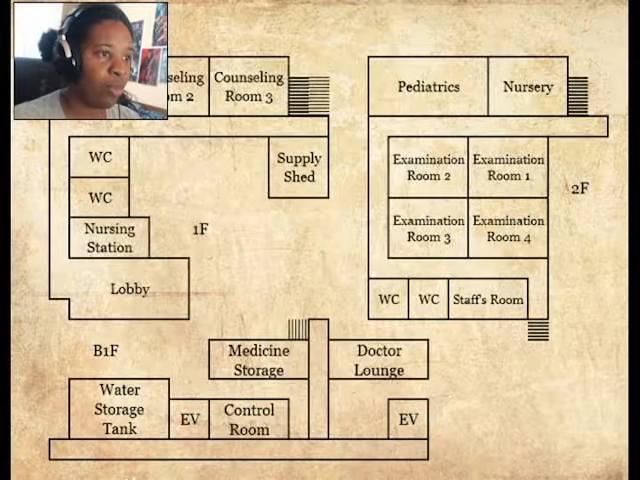 seling
m 2
Counseling
Room 3
Pediatrics
Nursery
WC
Supply
Shed
Examination
Room 2
Examination
Room 1
2F
WC
Nursing
Station
1F
Examination
Room 3
Examination
Room 4
Lobby
WC
WC
Staff's Room
B1F
Medicine
Storage
Doctor
Lounge
Water
Storage
Tank
EV
Control
Room
EV